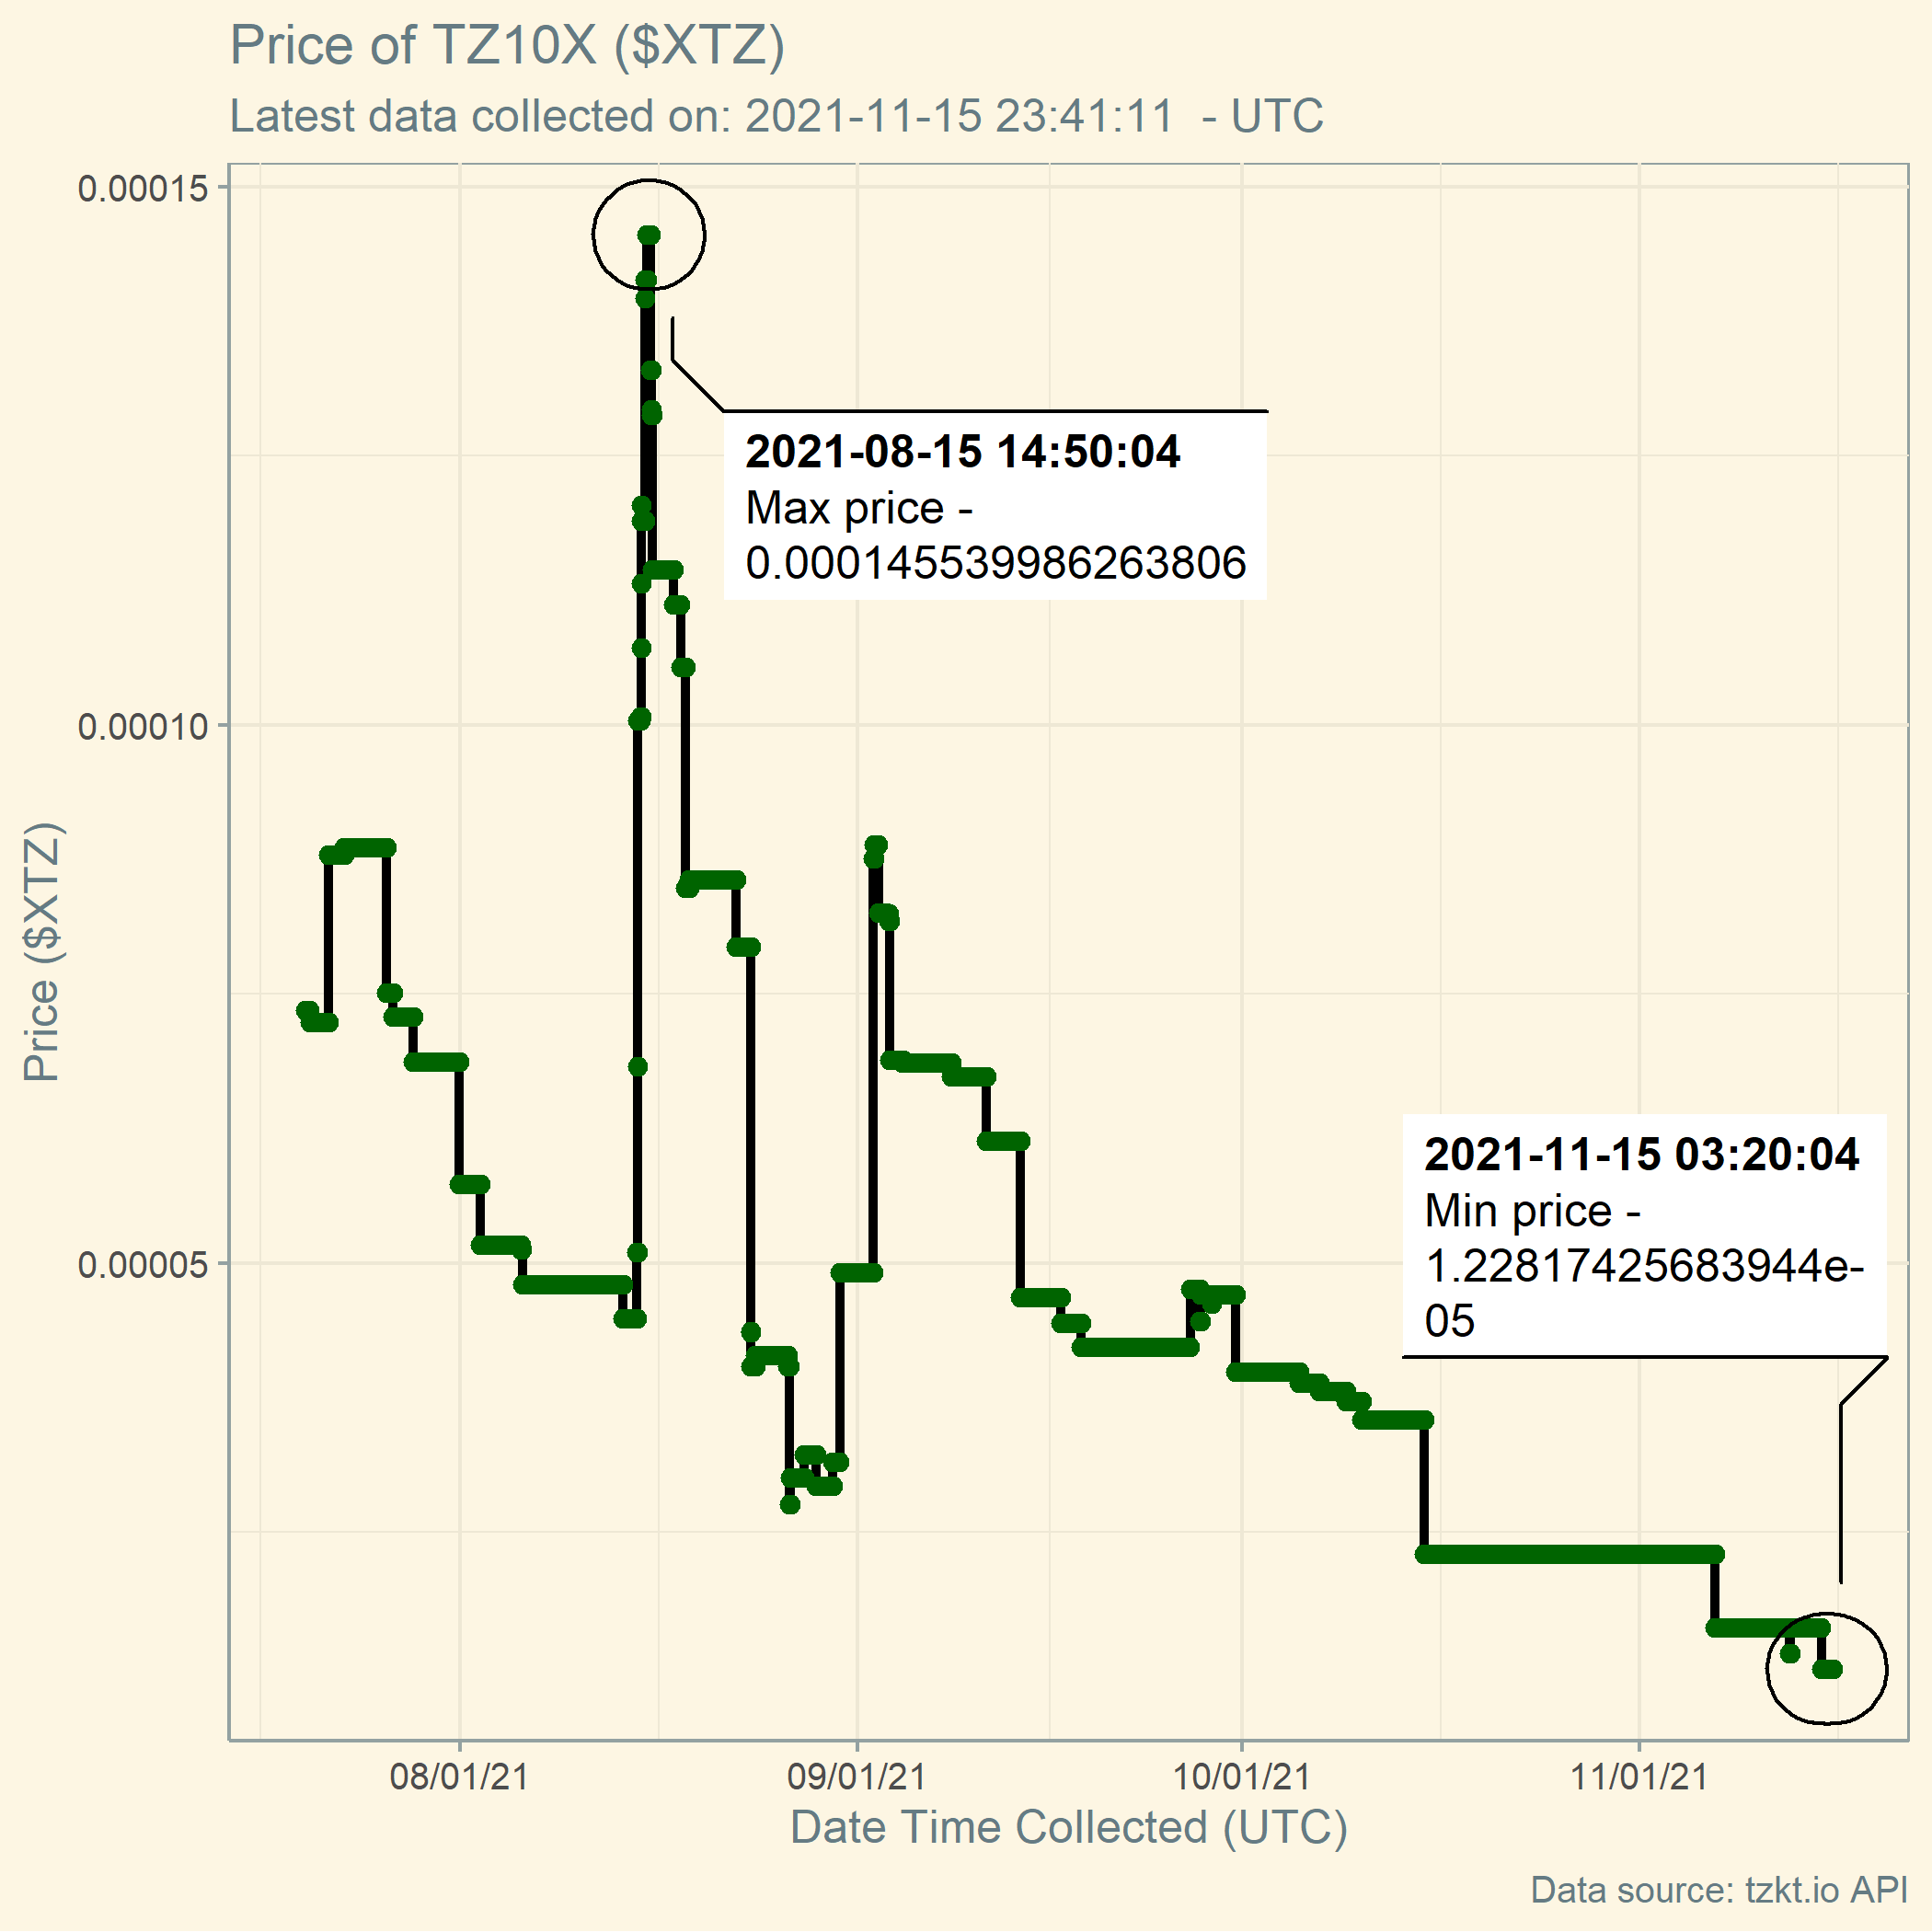 Price of TZ10X ($XTZ)
Latest data collected on: 2021-11-15 23:41:11  - UTC
0.00015
0.00010
0.00005
Price ($XTZ)
2021-08-15 14:50:04
Max price -
0.000145539986263806
2021-11-15 03:20:04
Min price -
1.22817425683944e-
05
08/01/21
09/01/21
10/01/21
11/01/21
Date Time Collected (UTC)
Data source: tzkt.io API